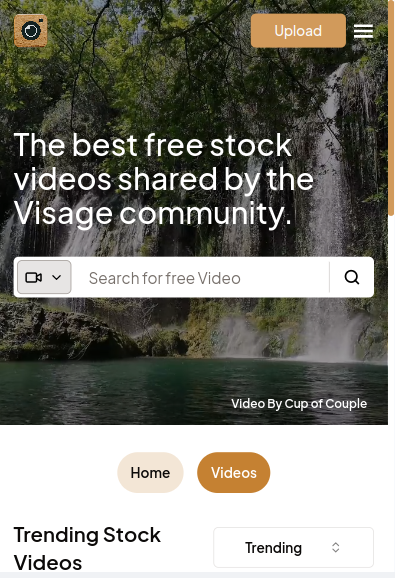 Upload
The best free stock
videos shared by the
Visage community.
Search for free Video
Video By Cup of Couple
Home
Videos
Trending Stock
Videos
Trending